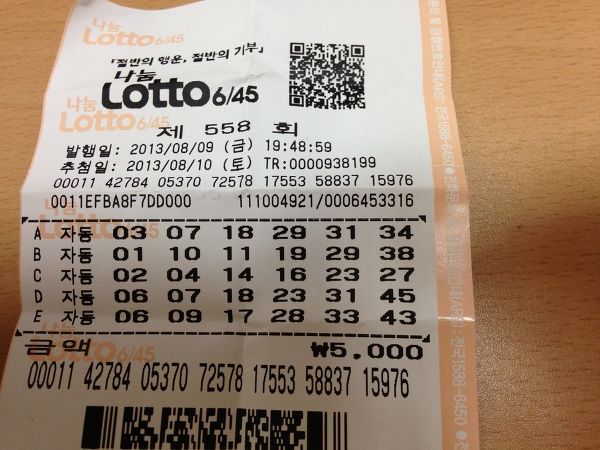 나눔
Lotto 6/45
「절반의 행운, 절반의 기부」
나눔
Lotto 6/45
나눔
Lotto 6/45
제 558 회
발행일: 2013/08/09 (금) 19:48:59
추첨일: 2013/08/10 (토) TR:0000938199
00011 42784 05370 72578 17553 58837 15976
0011EFBA8F7DD000 111004921/0006453316
A 자동 03 07 18 29 31 34
B 자동 01 10 11 19 29 38
C 자동 02 04 14 16 23 27
D 자동 06 07 18 23 31 45
E 자동 06 09 17 28 33 43
금액 ₩5,000
나눔
Lotto 6/45
00011 42784 05370 72578 17553 58837 15976